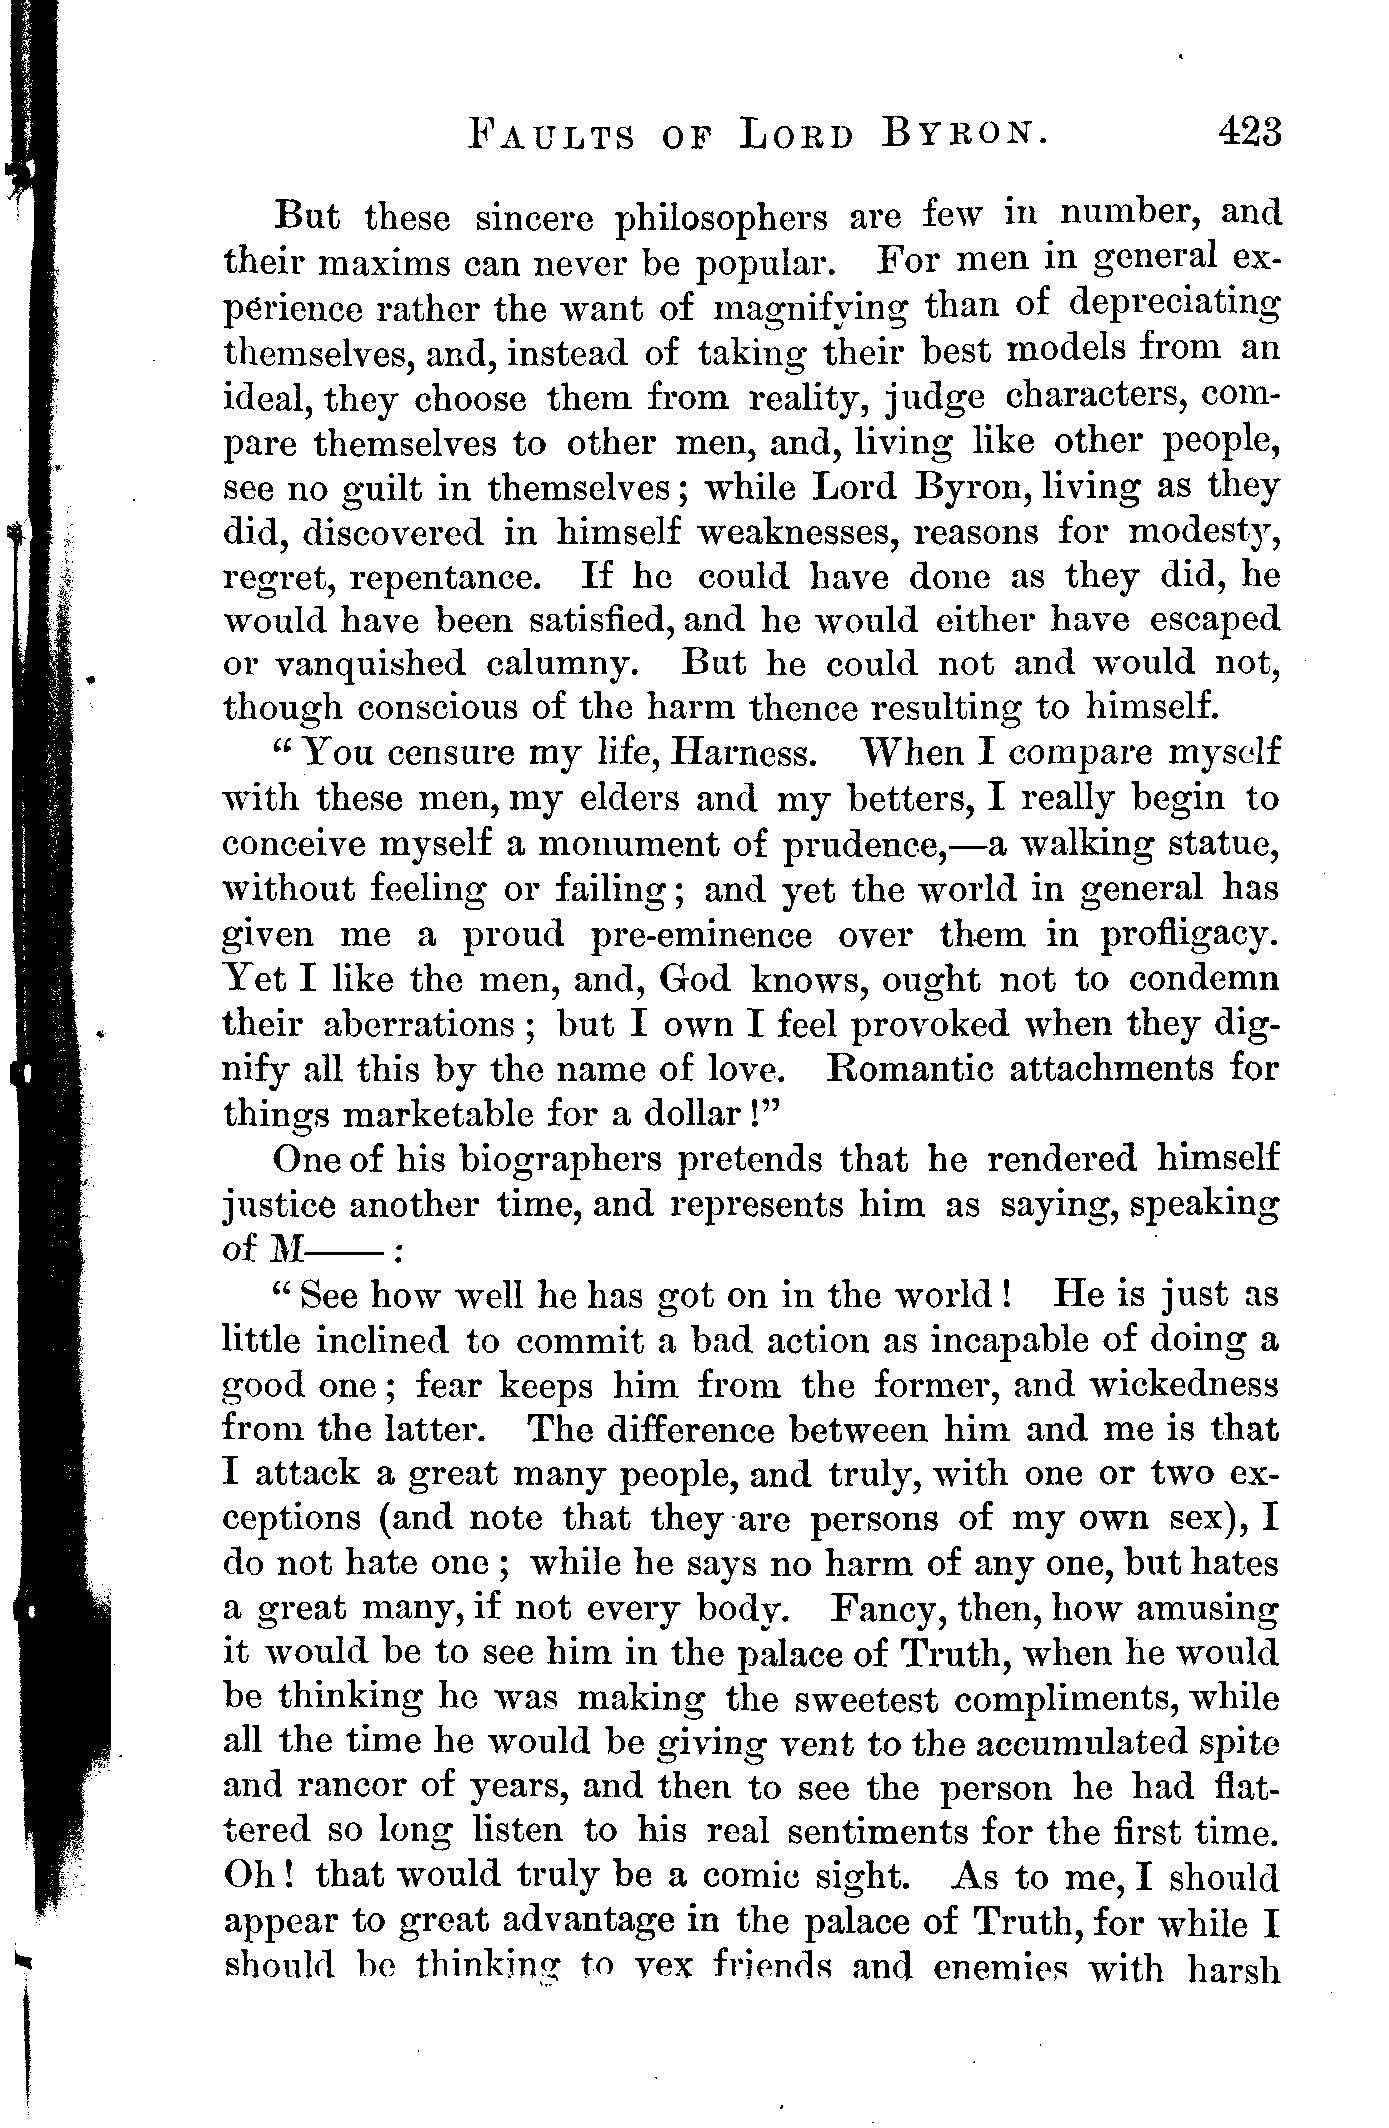 FAULTS OF LORD BYRON. 423
But these sincere philosophers are few in number, and
their maxims can never be popular. For men in general ex-
perience rather the want of magnifying than of depreciating
themselves, and, instead of taking their best models from an
ideal, they choose them from reality, judge characters, com-
pare themselves to other men, and, living like other people,
see no guilt in themselves; while Lord Byron, living as they
did, discovered in himself weaknesses, reasons for modesty,
regret, repentance. If he could have done as they did, he
would have been satisfied, and he would either have escaped
or vanquished calumny. But he could not and would not,
though conscious of the harm thence resulting to himself.
"You censure my life, Harness. When I compare myself
with these men, my elders and my betters, I really begin to
conceive myself a monument of prudence,—a walking statue,
without feeling or failing; and yet the world in general has
given me a proud pre-eminence over them in profligacy.
Yet I like the men, and, God knows, ought not to condemn
their aberrations; but I own I feel provoked when they dig-
nify all this by the name of love. Romantic attachments for
things marketable for a dollar!"
One of his biographers pretends that he rendered himself
justice another time, and represents him as saying, speaking
of M——:
"See how well he has got on in the world! He is just as
little inclined to commit a bad action as incapable of doing a
good one; fear keeps him from the former, and wickedness
from the latter. The difference between him and me is that
I attack a great many people, and truly, with one or two ex-
ceptions (and note that they are persons of my own sex), I
do not hate one; while he says no harm of any one, but hates
a great many, if not every body. Fancy, then, how amusing
it would be to see him in the palace of Truth, when he would
be thinking he was making the sweetest compliments, while
all the time he would be giving vent to the accumulated spite
and rancor of years, and then to see the person he had flat-
tered so long listen to his real sentiments for the first time.
Oh! that would truly be a comic sight. As to me, I should
appear to great advantage in the palace of Truth, for while I
should be thinking to vex friends and enemies with harsh